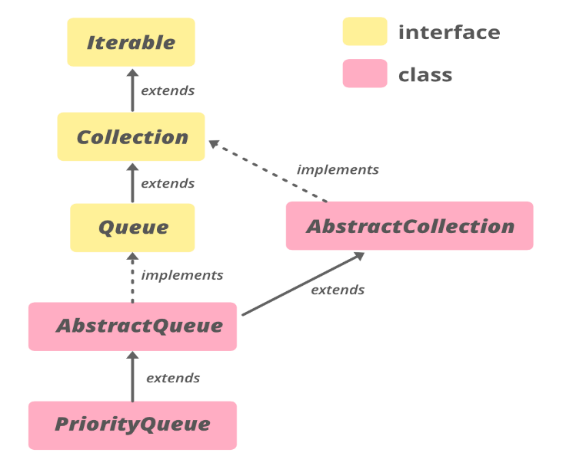 Iterable
interface
class
extends
Collection
implements
extends
Queue
AbstractCollection
implements
extends
AbstractQueue
extends
PriorityQueue